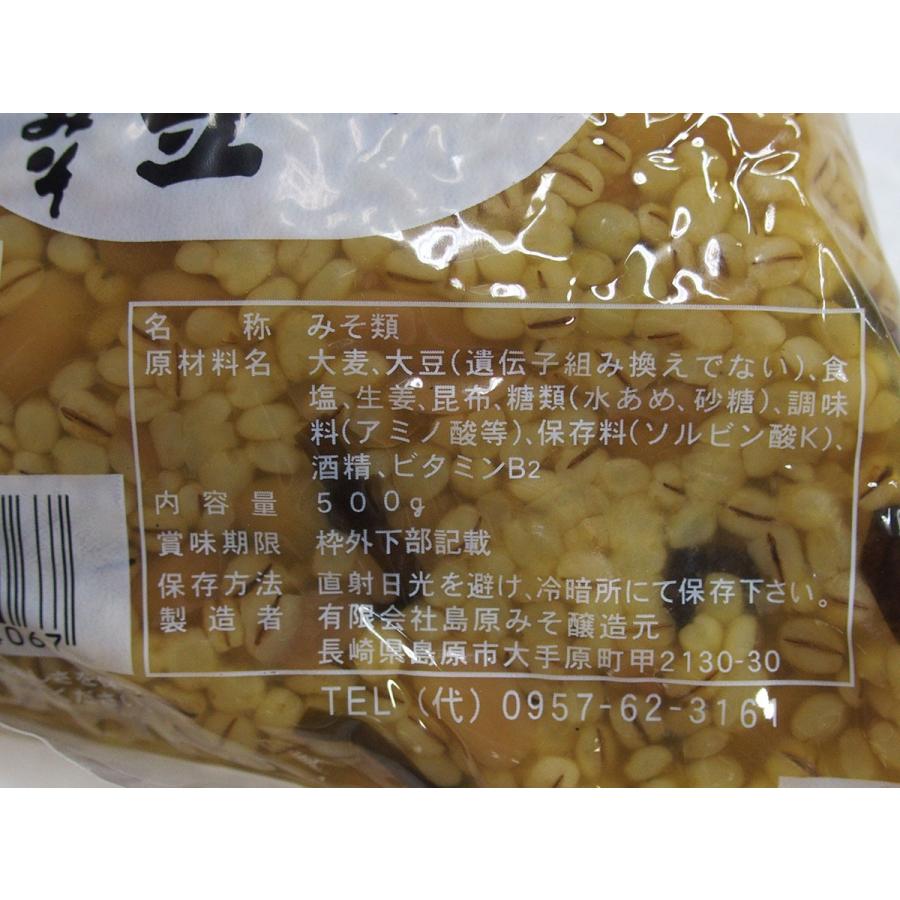 名称 みそ類
原材料名 大麦、大豆(遺伝子組み換えでない)、食
塩、生姜、昆布、糖類(水あめ、砂糖)、調味
料(アミノ酸等)、保存料(ソルビン酸K)、
酒精、ビタミンB2
内容量 500g
賞味期限 枠外下部記載
保存方法 直射日光を避け、冷暗所にて保存下さい。
製造者 有限会社島原みそ醸造元
長崎県島原市大手原町甲2130-30
TEL (代) 0957-62-3161